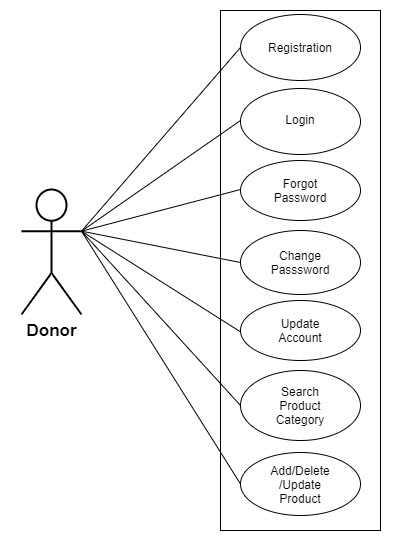 Registration
Login
Forgot
Password
Change
Passsword
Update
Account
Search
Product
Category
Add/Delete
/Update
Product
Donor